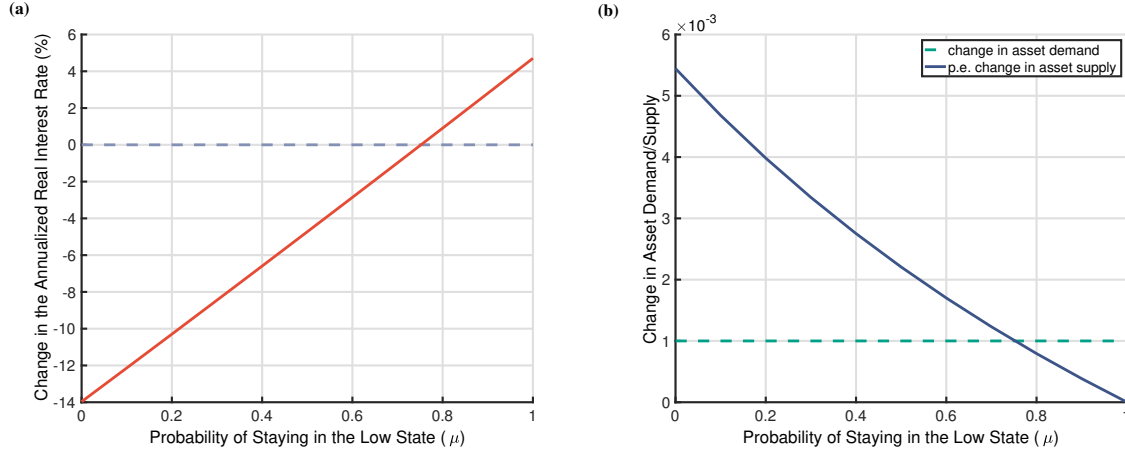 (a)
Change in the Annualized Real Interest Rate (%)
6
4
2
0
-2
-4
-6
-8
-10
-12
-14
0 0.2 0.4 0.6 0.8 1
Probability of Staying in the Low State ( μ)
(b)
×10⁻³
Change in Asset Demand/Supply
6
5
4
3
2
1
0
0 0.2 0.4 0.6 0.8 1
Probability of Staying in the Low State ( μ)
change in asset demand
p.e. change in asset supply